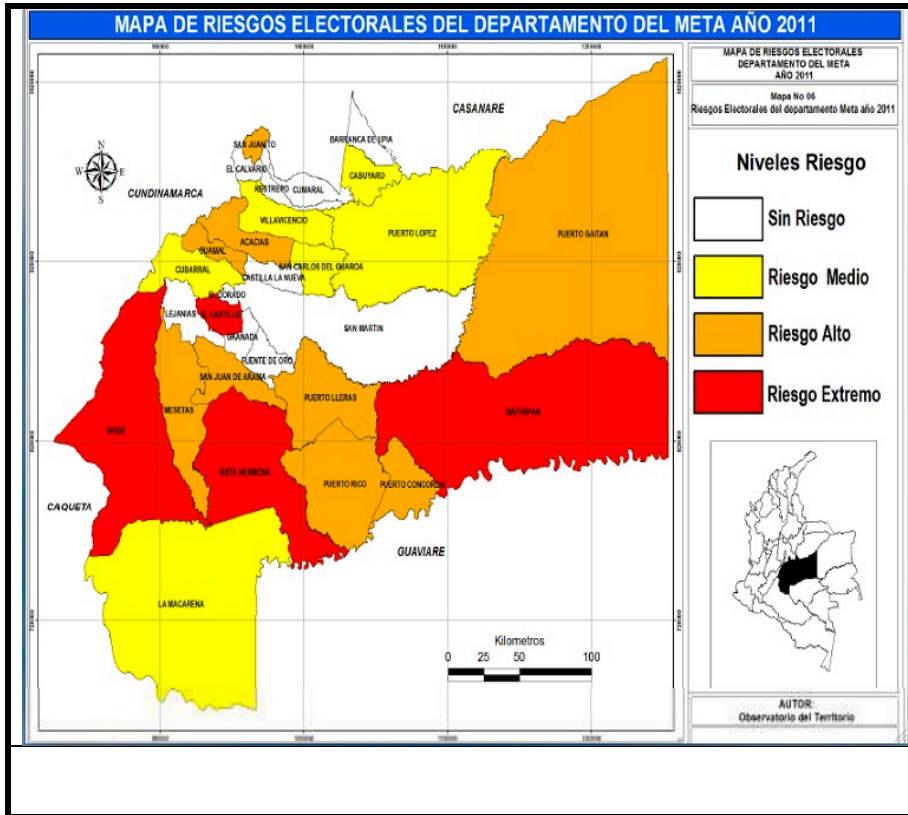 MAPA DE RIESGOS ELECTORALES DEL DEPARTAMENTO DEL META AÑO 2011
MAPA DE RIESGOS ELECTORALES
DEPARTAMENTO DEL META
AÑO 2011
Mapa No 06
Riesgos Electorales del departamento Meta año 2011
Niveles Riesgo
Sin Riesgo
Riesgo Medio
Riesgo Alto
Riesgo Extremo
AUTOR:
Observatorio del Territorio
N
W
E
S
CASANARE
CUNDINAMARCA
CAQUETA
GUAVIARE
BARRANCA DE UPIA
SAN JUANITO
EL CALVARIO
CABUYARO
RESTREPO
CUMARAL
VILLAVICENCIO
PUERTO LOPEZ
PUERTO GAITAN
ACACIAS
GUAMAL
CUBARRAL
SAN CARLOS DEL GUAROA
CASTILLA LA NUEVA
EL DORADO
LEJANIAS
EL CASTILLO
SAN MARTIN
GRANADA
FUENTE DE ORO
SAN JUAN DE ARAMA
PUERTO LLERAS
MESETAS
MAPIRIPAN
URIBE
VISTA HERMOSA
PUERTO RICO
PUERTO CONCORDIA
LA MACARENA
Kilometros
0 25 50 100